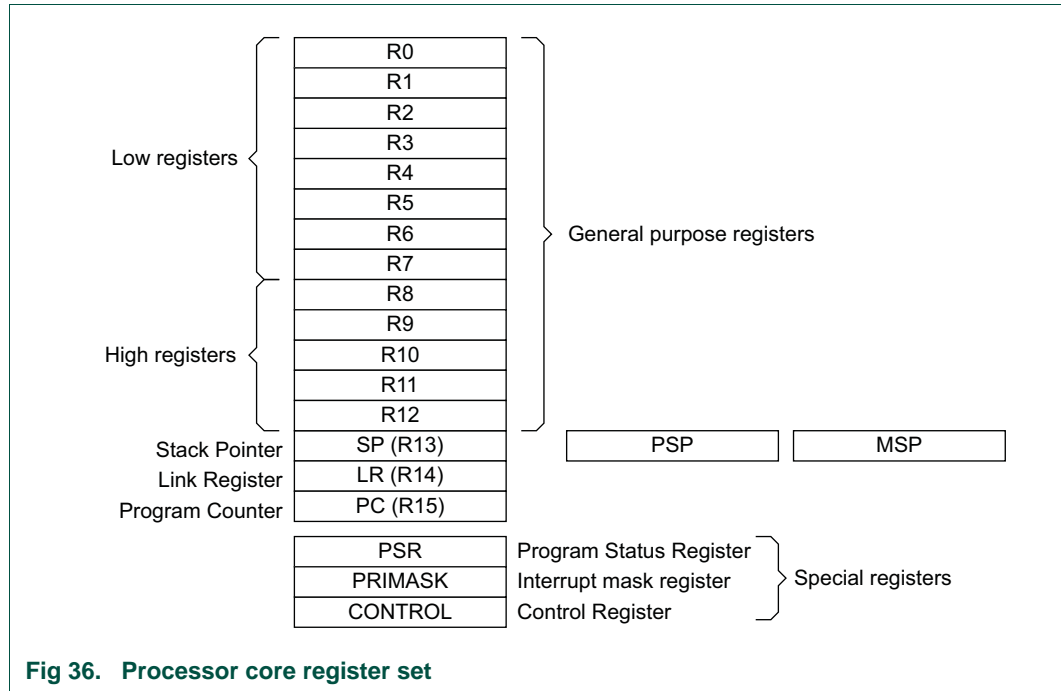 R0
R1
R2
R3
Low registers
R4
R5
R6
General purpose registers
R7
R8
R9
High registers
R10
R11
R12
Stack Pointer SP (R13) PSP MSP
Link Register LR (R14)
Program Counter PC (R15)
PSR Program Status Register
PRIMASK Interrupt mask register Special registers
CONTROL Control Register
Fig 36. Processor core register set